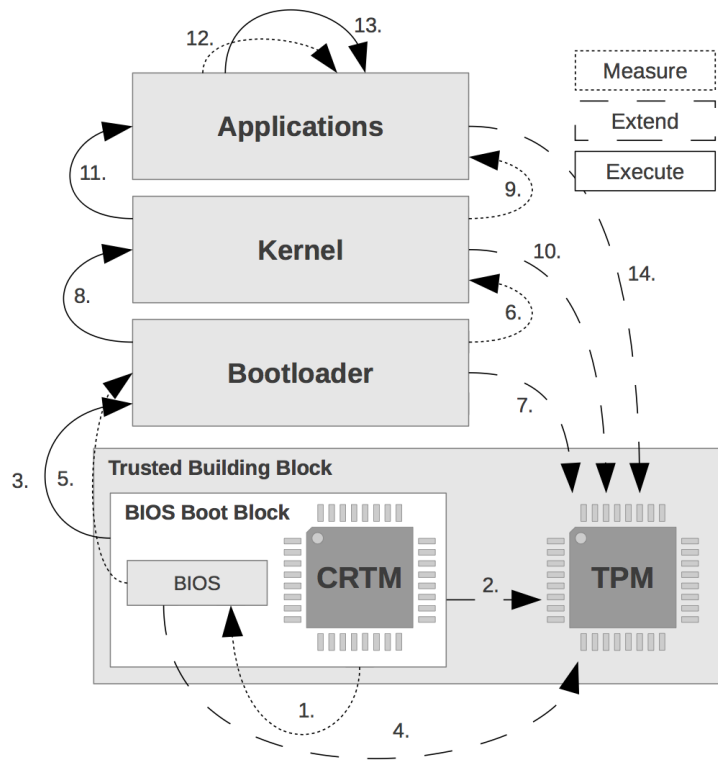 12.
13.
Measure
Extend
Execute
Applications
11.
9.
Kernel
10.
14.
8.
6.
Bootloader
7.
3.
5.
Trusted Building Block
BIOS Boot Block
BIOS
CRTM
2.
TPM
1.
4.